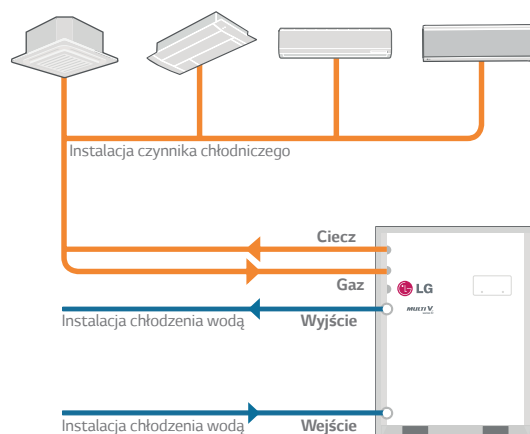 Instalacja czynnika chłodniczego
Ciecz
Gaz
LG
MULTI V
Instalacja chłodzenia wodą Wyjście
Instalacja chłodzenia wodą Wejście